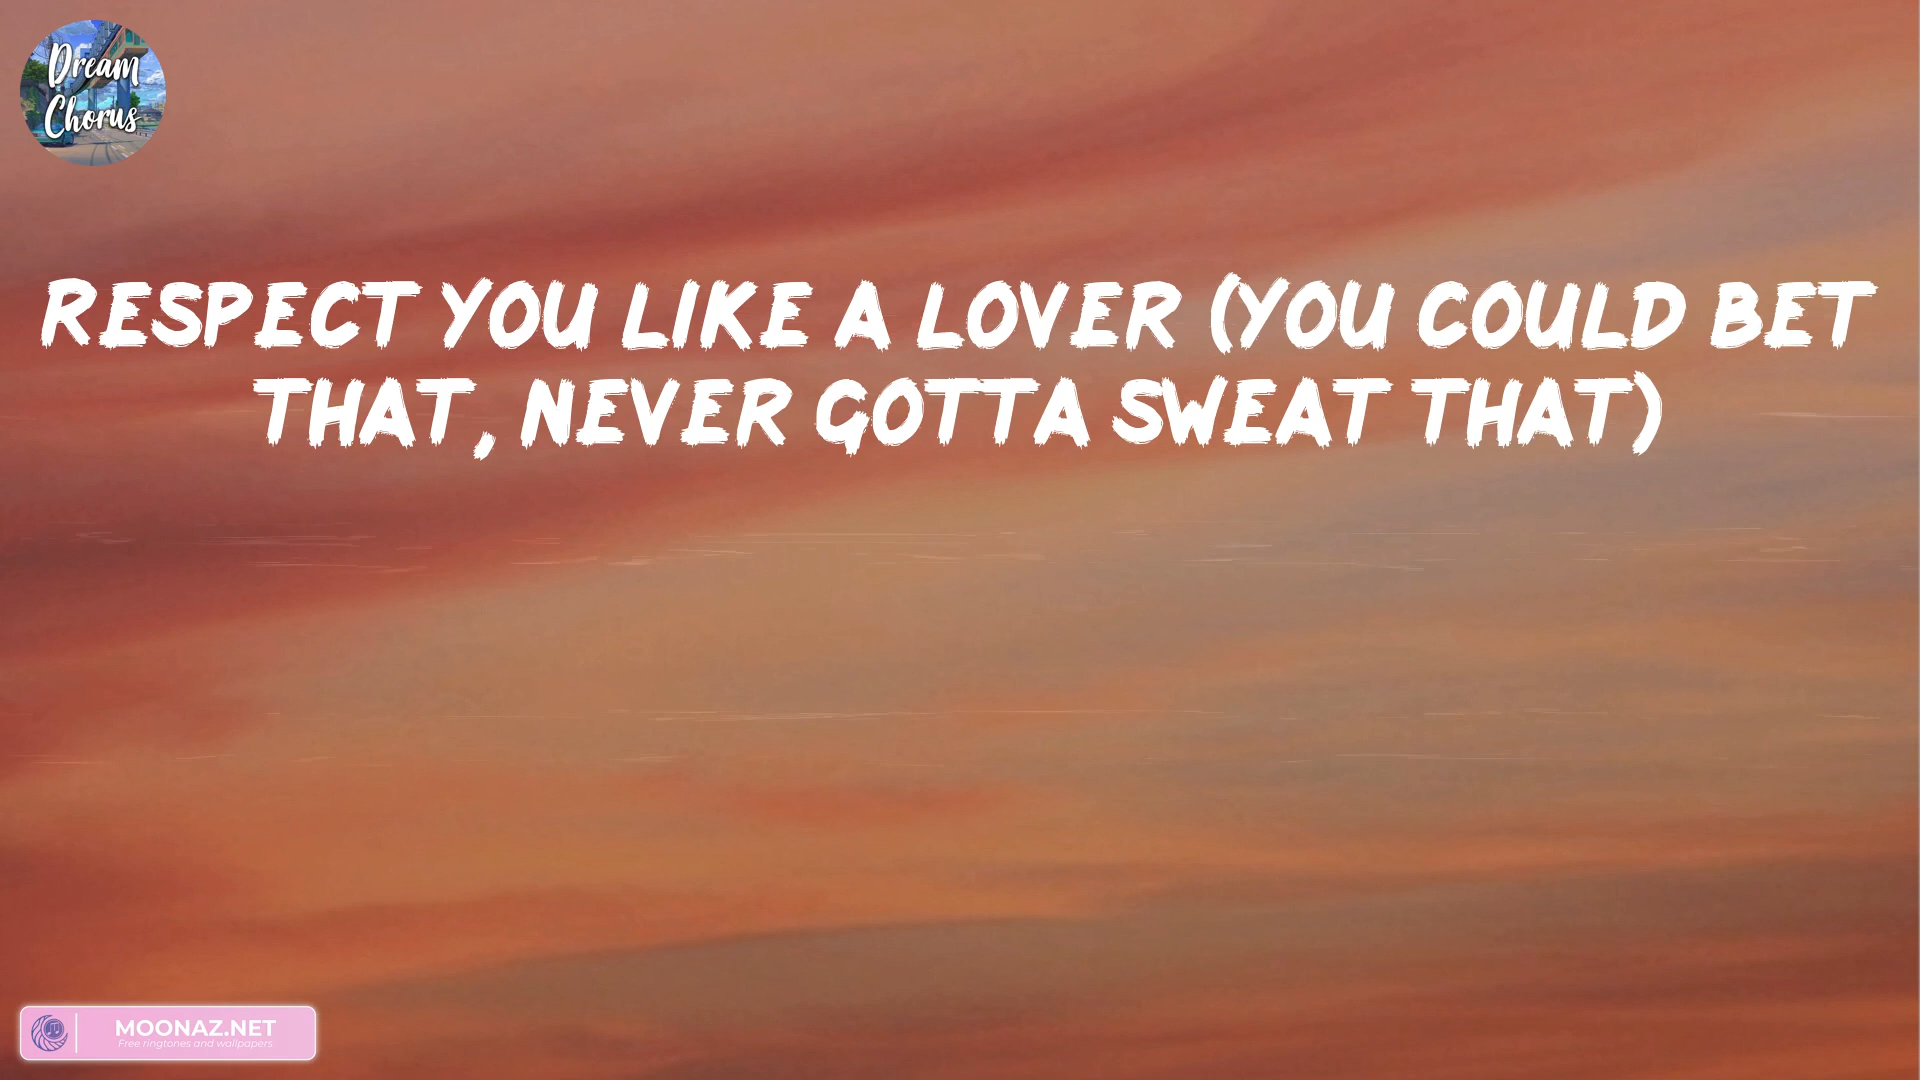 Dream
Chorus
RESPECT YOU LIKE A LOVER (YOU COULD BET
THAT, NEVER GOTTA SWEAT THAT)
MOONAZ.NET
Free ringtones and wallpapers